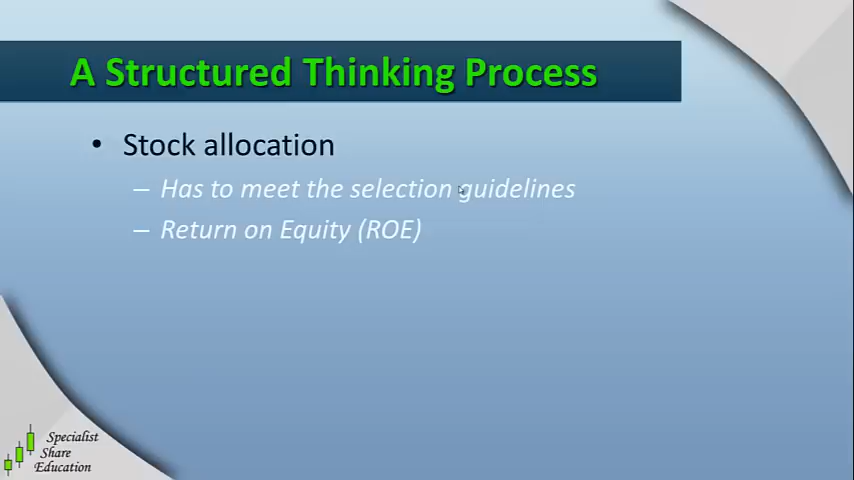 A Structured Thinking Process
• Stock allocation
– Has to meet the selection guidelines
– Return on Equity (ROE)
Specialist
Share
Education